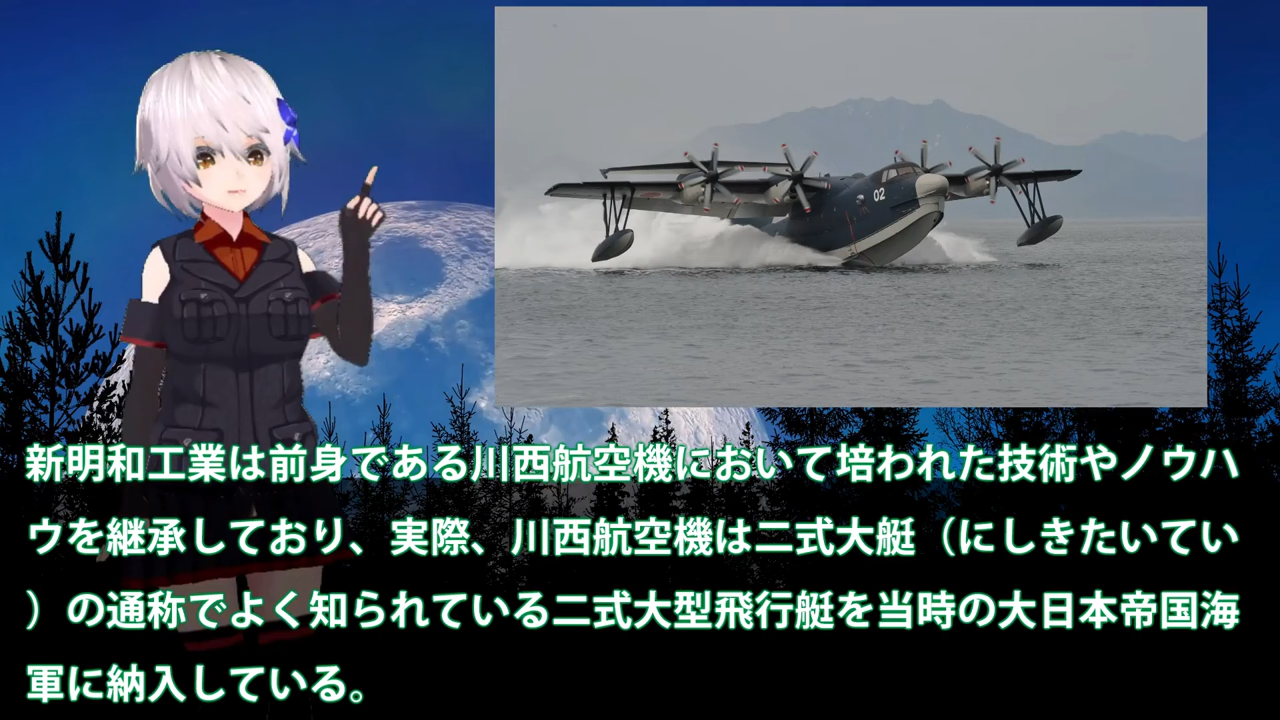 02
新明和工業は前身である川西航空機において培われた技術やノウハ
ウを継承しており、実際、川西航空機は二式大艇（にしきたいてい
）の通称でよく知られている二式大型飛行艇を当時の大日本帝国海
軍に納入している。